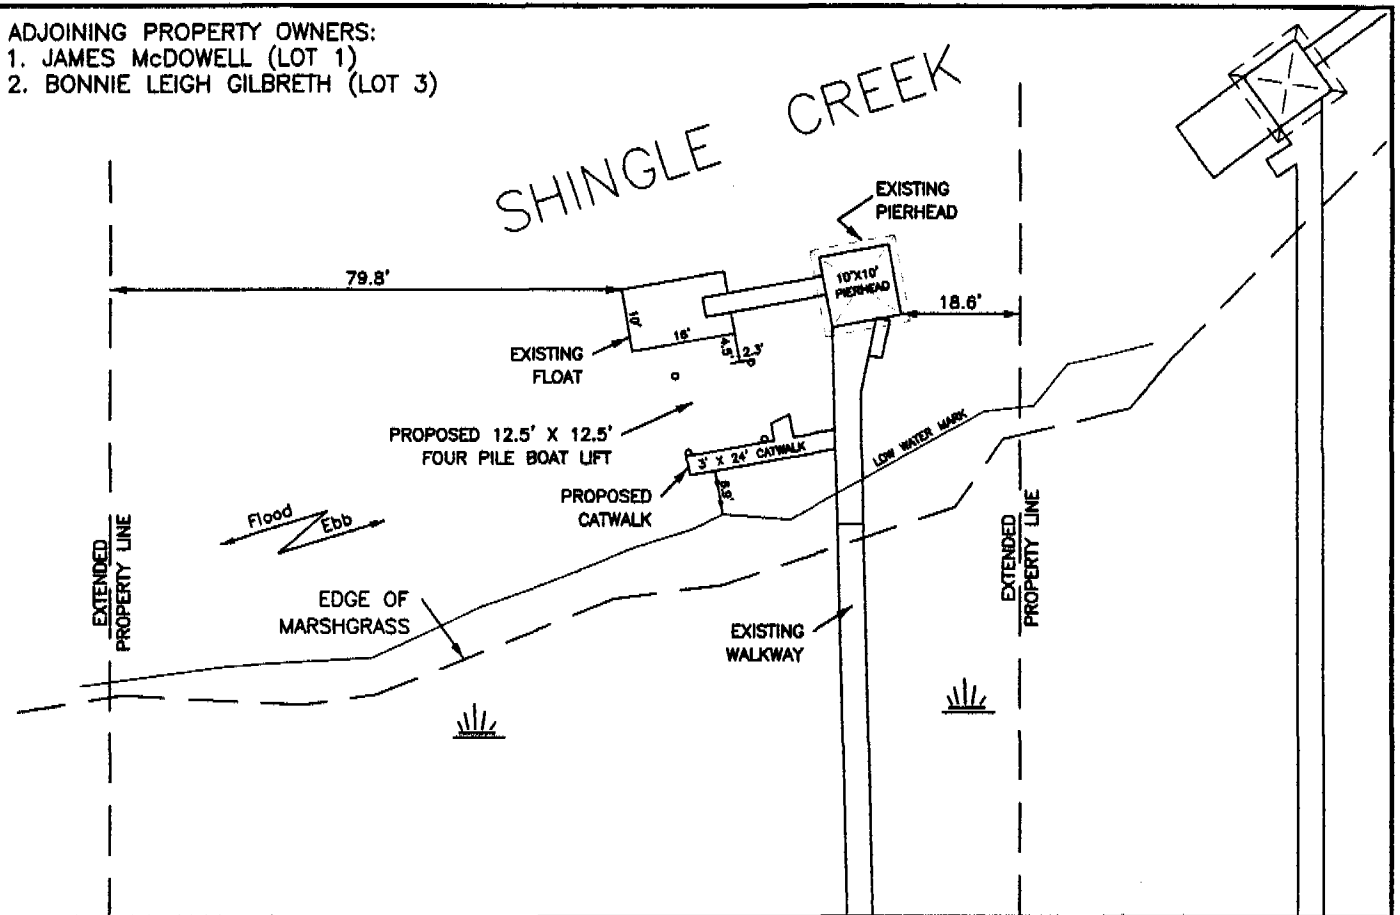 ADJOINING PROPERTY OWNERS:
1. JAMES McDOWELL (LOT 1)
2. BONNIE LEIGH GILBRETH (LOT 3)
SHINGLE CREEK
EXISTING
PIERHEAD
79.8'
10'X10'
PIERHEAD
18.6'
10'
16'
4.5'
2.3'
EXISTING
FLOAT
PROPOSED 12.5' X 12.5'
FOUR PILE BOAT LIFT
3' X 24' CATWALK
LOW WATER MARK
PROPOSED
CATWALK
Flood
Ebb
EXTENDED
PROPERTY LINE
EXTENDED
PROPERTY LINE
EDGE OF
MARSHGRASS
EXISTING
WALKWAY